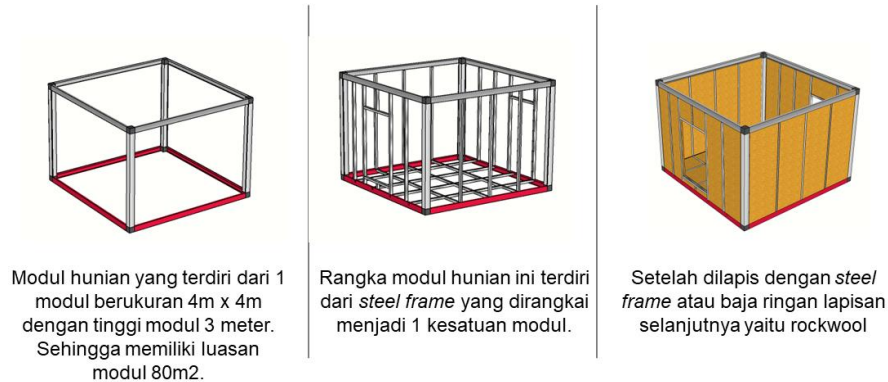 Modul hunian yang terdiri dari 1
modul berukuran 4m x 4m
dengan tinggi modul 3 meter.
Sehingga memiliki luasan
modul 80m2.
Rangka modul hunian ini terdiri
dari steel frame yang dirangkai
menjadi 1 kesatuan modul.
Setelah dilapis dengan steel
frame atau baja ringan lapisan
selanjutnya yaitu rockwool